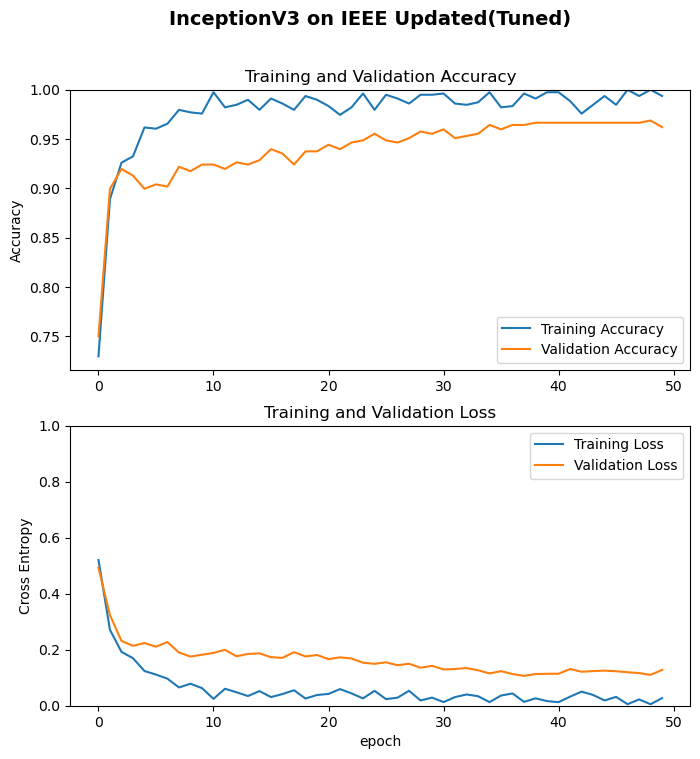 InceptionV3 on IEEE Updated(Tuned)
Training and Validation Accuracy
1.00
0.95
0.90
0.85
0.80
0.75
Accuracy
Training Accuracy
Validation Accuracy
0 10 20 30 40 50
Training and Validation Loss
1.0
0.8
0.6
0.4
0.2
0.0
Cross Entropy
Training Loss
Validation Loss
0 10 20 30 40 50
epoch